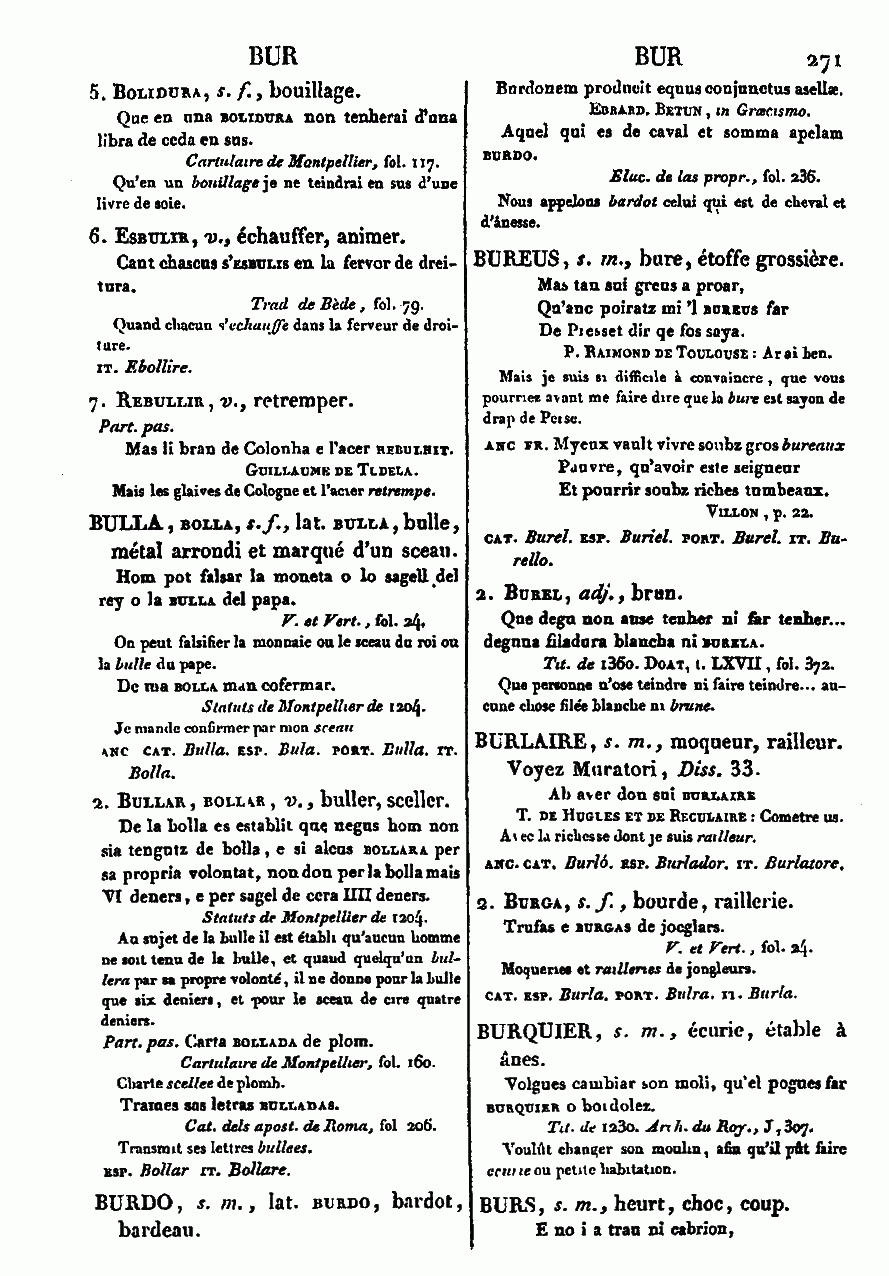 BUR
BUR
271
5. Bolidura, s. f., bouillage.
Que en una bolidura non tenherai d'una
libra de ceda en sus.
Cartulaire de Montpellier, fol. 117.
Qu'en un bouillage je ne teindrai en sus d'une
livre de soie.
6. Esbulir, v., échauffer, animer.
Cant chascus s'esbulis en la fervor de drei-
tura.
Trad de Bède, fol. 79.
Quand chacun s'echauffe dans la ferveur de droi-
ture.
it. Ebollire.
7. Rebullir, v., retremper.
Part. pas.
Mas li bran de Colonha e l'acer rebulhit.
Guillaume de Tudela.
Mais les glaives de Cologne et l'acier retrempe.
BULLA, bolla, s. f., lat. bulla, bulle,
métal arrondi et marqué d'un sceau.
Hom pot falsar la moneta o lo sagell del
rey o la bulla del papa.
V. et Vert., fol. 24.
On peut falsifier la monnaie ou le sceau du roi ou
la bulle du pape.
De ma bolla man cofermar.
Statuts de Montpellier de 1204.
Je mande confirmer par mon sceau
anc cat. Bulla. esp. Bula. port. Bulla. it.
Bolla.
2. Bullar, bollar, v., buller, sceller.
De la bolla es establit que negus hom non
sia tengutz de bolla, e si alcus bollara per
sa propria volontat, non don per la bolla mais
VI deners, e per sagel de cera IIII deners.
Statuts de Montpellier de 1204.
Au sujet de la bulle il est établi qu'aucun homme
ne soit tenu de la bulle, et quaud quelqu'un bul-
lera par sa propre volonté, il ne donne pour la bulle
que six deniers, et pour le sceau de cire quatre
deniers.
Part. pas. Carta bollada de plom.
Cartulaire de Montpellier, fol. 160.
Charte scellee de plomb.
Trames sas letras bulladas.
Cat. dels apost. de Roma, fol 206.
Transmit ses lettres bullees.
esp. Bollar it. Bollare.
BURDO, s. m., lat. burdo, bardot,
bardeau.
Burdonem producit equus conjunctus asellæ.
Ebrard. Betun, in Græcismo.
Aquel qui es de caval et somma apelam
burdo.
Eluc. de las propr., fol. 236.
Nous appelons bardot celui qui est de cheval et
d'ânesse.
BUREUS, s. m., bure, étoffe grossière.
Mas tan sui greus a proar,
Qu'anc poiratz mi 'l bureus far
De Piesset dir qe fos saya.
P. Raimond de Toulouse : Ar ai ben.
Mais je suis si difficile à convaincre, que vous
pourriez avant me faire dire que la bure est sayon de
drap de Perse.
anc fr. Myeux vault vivre soubz gros bureaux
Pauvre, qu'avoir este seigneur
Et pourrir soubz riches tumbeaux.
Villon, p. 22.
cat. Burel. esp. Buriel. port. Burel. it. Bu-
rello.
2. Burel, adj., brun.
Que degu non ause tenher ni far tenher...
deguna filadura blancha ni burela.
Tit. de 1360. Doat, t. LXVII, fol. 372.
Que personne n'ose teindre ni faire teindre... au-
cune chose filée blanche ni brune.
BURLAIRE, s. m., moqueur, railleur.
Voyez Muratori, Diss. 33.
Ab aver don sui burlaire
T. de Hugues et de Reculaire : Cometre us.
Avec la richesse dont je suis railleur.
anc. cat. Burló. esp. Burlador. it. Burlatore.
2. Burga, s. f., bourde, raillerie.
Trufas e burgas de jocglars.
V. et Vert., fol. 24.
Moqueries et railleries de jongleurs.
cat. esp. Burla. port. Bulra. it. Burla.
BURQUIER, s. m., écurie, étable à
ânes.
Volgues cambiar son moli, qu'el pogues far
burquier o boidolez.
Tit. de 1230. Arch. du Roy., J, 307.
Voulût changer son moulin, afin qu'il pût faire
ecurie ou petite habitation.
BURS, s. m., heurt, choc, coup.
E no i a trau ni cabrion,